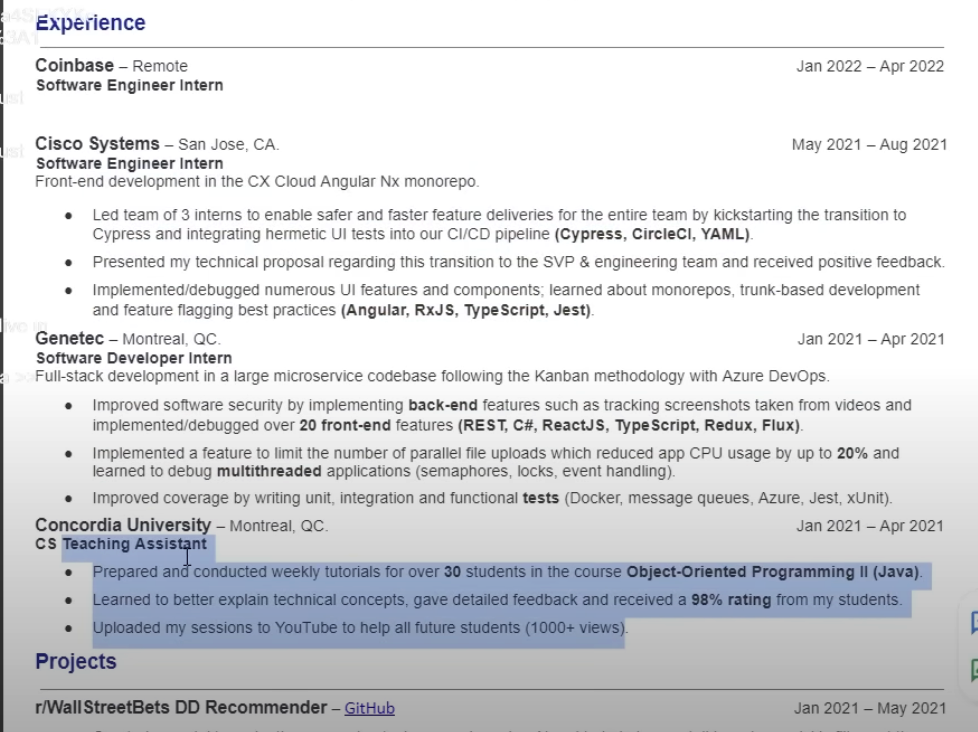 Experience
Coinbase – Remote Jan 2022 – Apr 2022
Software Engineer Intern
Cisco Systems – San Jose, CA. May 2021 – Aug 2021
Software Engineer Intern
Front-end development in the CX Cloud Angular Nx monorepo.
● Led team of 3 interns to enable safer and faster feature deliveries for the entire team by kickstarting the transition to
Cypress and integrating hermetic UI tests into our CI/CD pipeline (Cypress, CircleCI, YAML).
● Presented my technical proposal regarding this transition to the SVP & engineering team and received positive feedback.
● Implemented/debugged numerous UI features and components; learned about monorepos, trunk-based development
and feature flagging best practices (Angular, RxJS, TypeScript, Jest).
Genetec – Montreal, QC. Jan 2021 – Apr 2021
Software Developer Intern
Full-stack development in a large microservice codebase following the Kanban methodology with Azure DevOps.
● Improved software security by implementing back-end features such as tracking screenshots taken from videos and
implemented/debugged over 20 front-end features (REST, C#, ReactJS, TypeScript, Redux, Flux).
● Implemented a feature to limit the number of parallel file uploads which reduced app CPU usage by up to 20% and
learned to debug multithreaded applications (semaphores, locks, event handling).
● Improved coverage by writing unit, integration and functional tests (Docker, message queues, Azure, Jest, xUnit).
Concordia University – Montreal, QC. Jan 2021 – Apr 2021
CS Teaching Assistant
● Prepared and conducted weekly tutorials for over 30 students in the course Object-Oriented Programming II (Java).
● Learned to better explain technical concepts, gave detailed feedback and received a 98% rating from my students.
● Uploaded my sessions to YouTube to help all future students (1000+ views).
Projects
r/WallStreetBets DD Recommender – GitHub Jan 2021 – May 2021